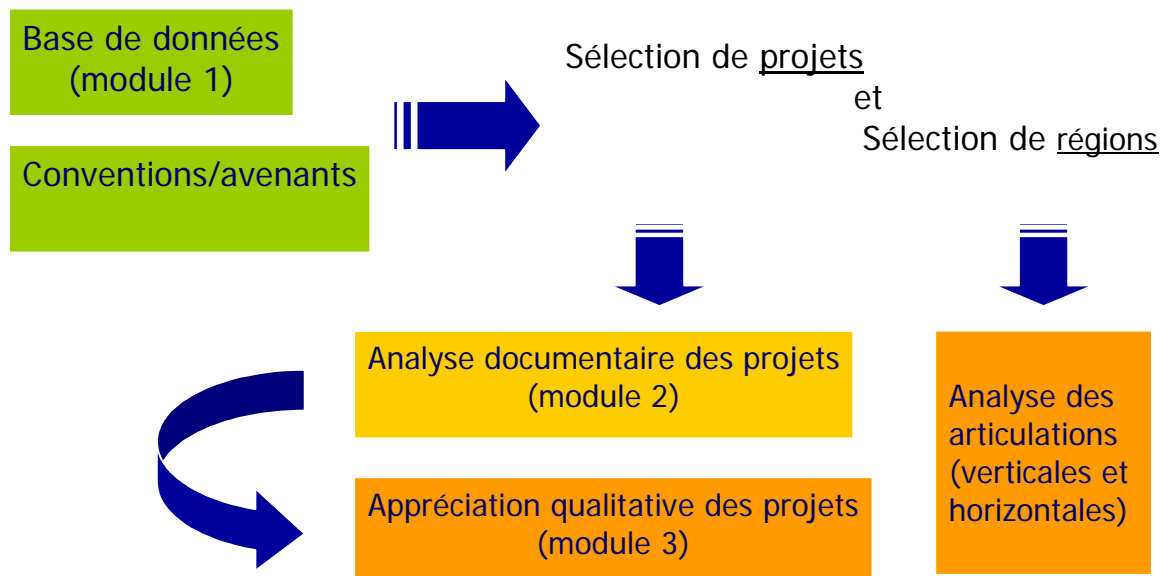 Base de données
(module 1)
Conventions/avenants
Sélection de projets
et
Sélection de régions
Analyse documentaire des projets
(module 2)
Appréciation qualitative des projets
(module 3)
Analyse des
articulations
(verticales et
horizontales)